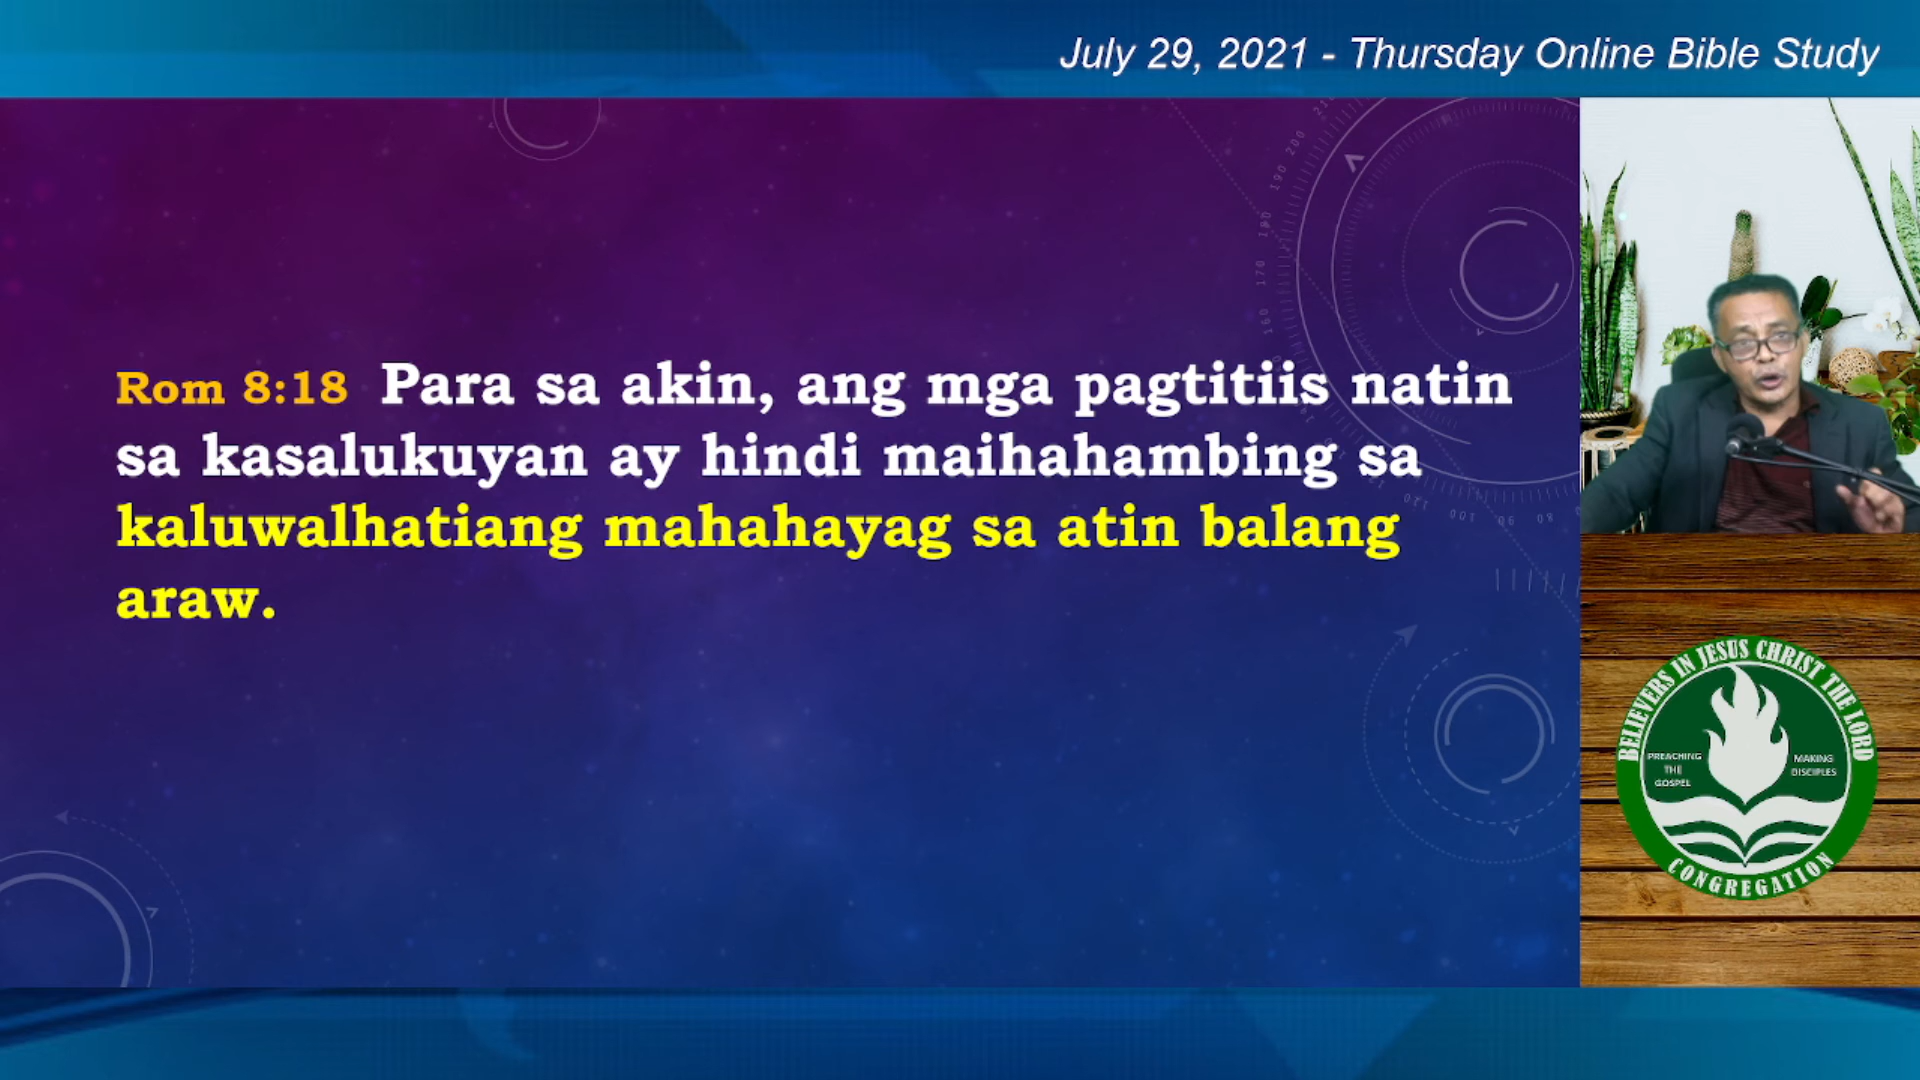 July 29, 2021 - Thursday Online Bible Study
Rom 8:18 Para sa akin, ang mga pagtitiis natin
sa kasalukuyan ay hindi maihahambing sa
kaluwalhatiang mahahayag sa atin balang
araw.
BELIEVERS IN JESUS CHRIST THE LORD
PREACHING
THE
GOSPEL
MAKING
DISCIPLES
CONGREGATION